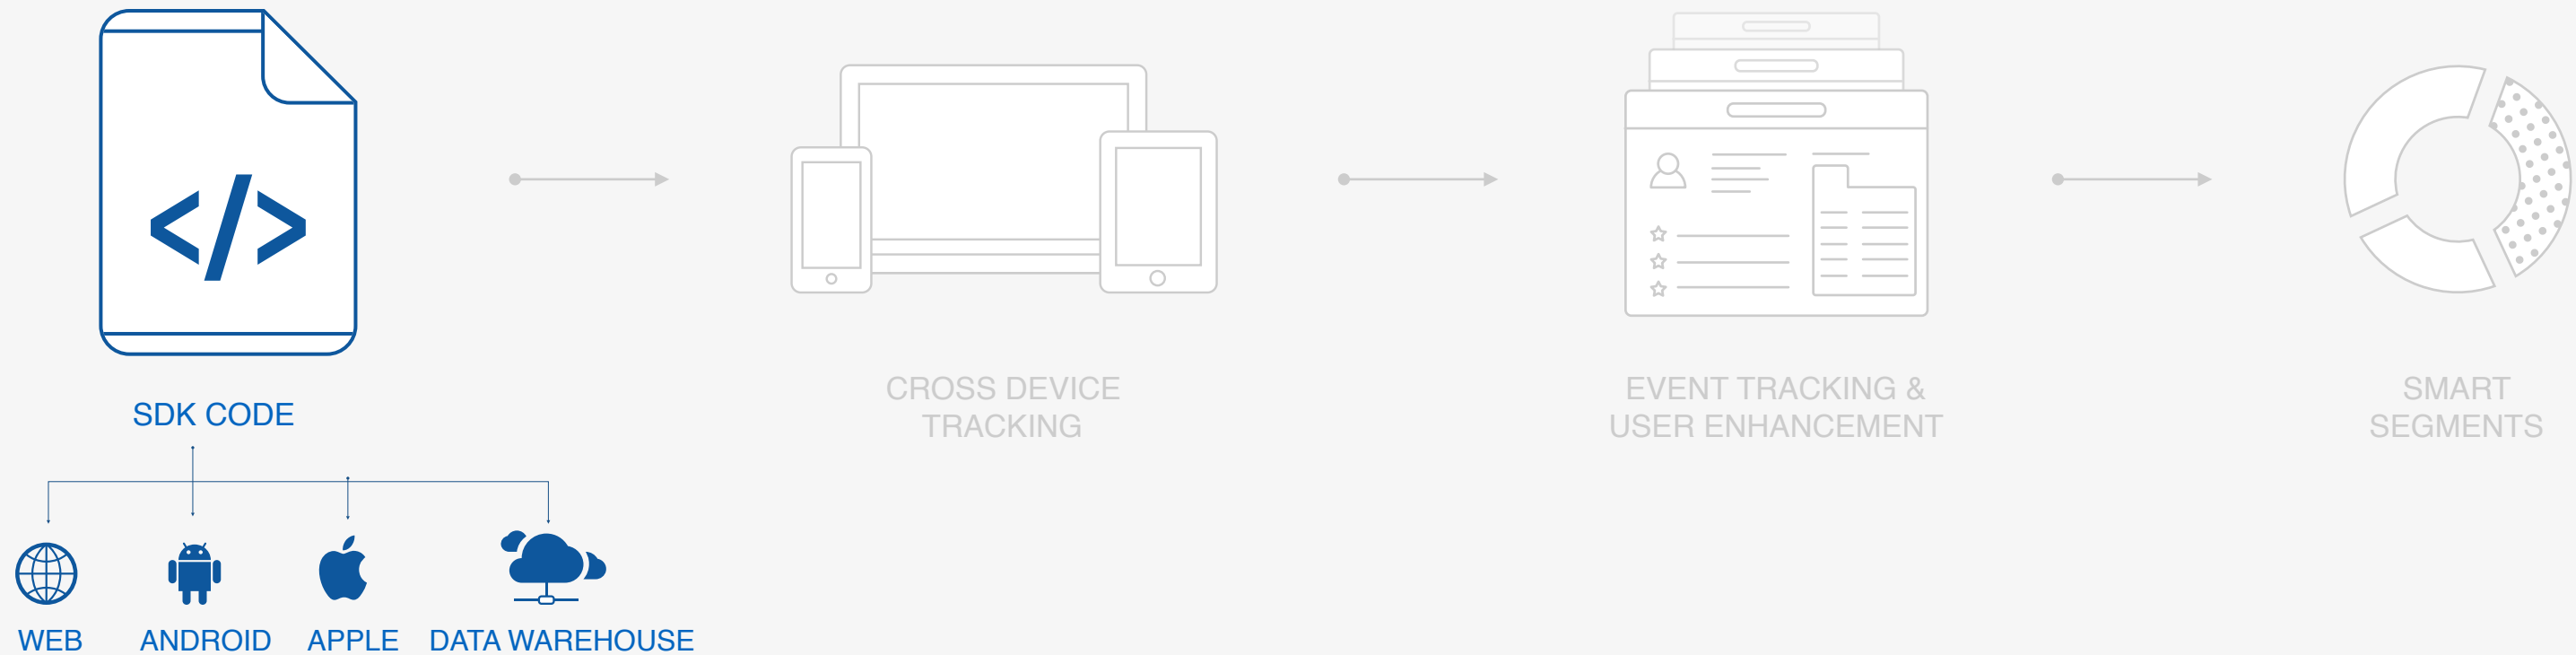 </>
SDK CODE
CROSS DEVICE
TRACKING
EVENT TRACKING &
USER ENHANCEMENT
SMART
SEGMENTS
WEB
ANDROID
APPLE
DATA WAREHOUSE